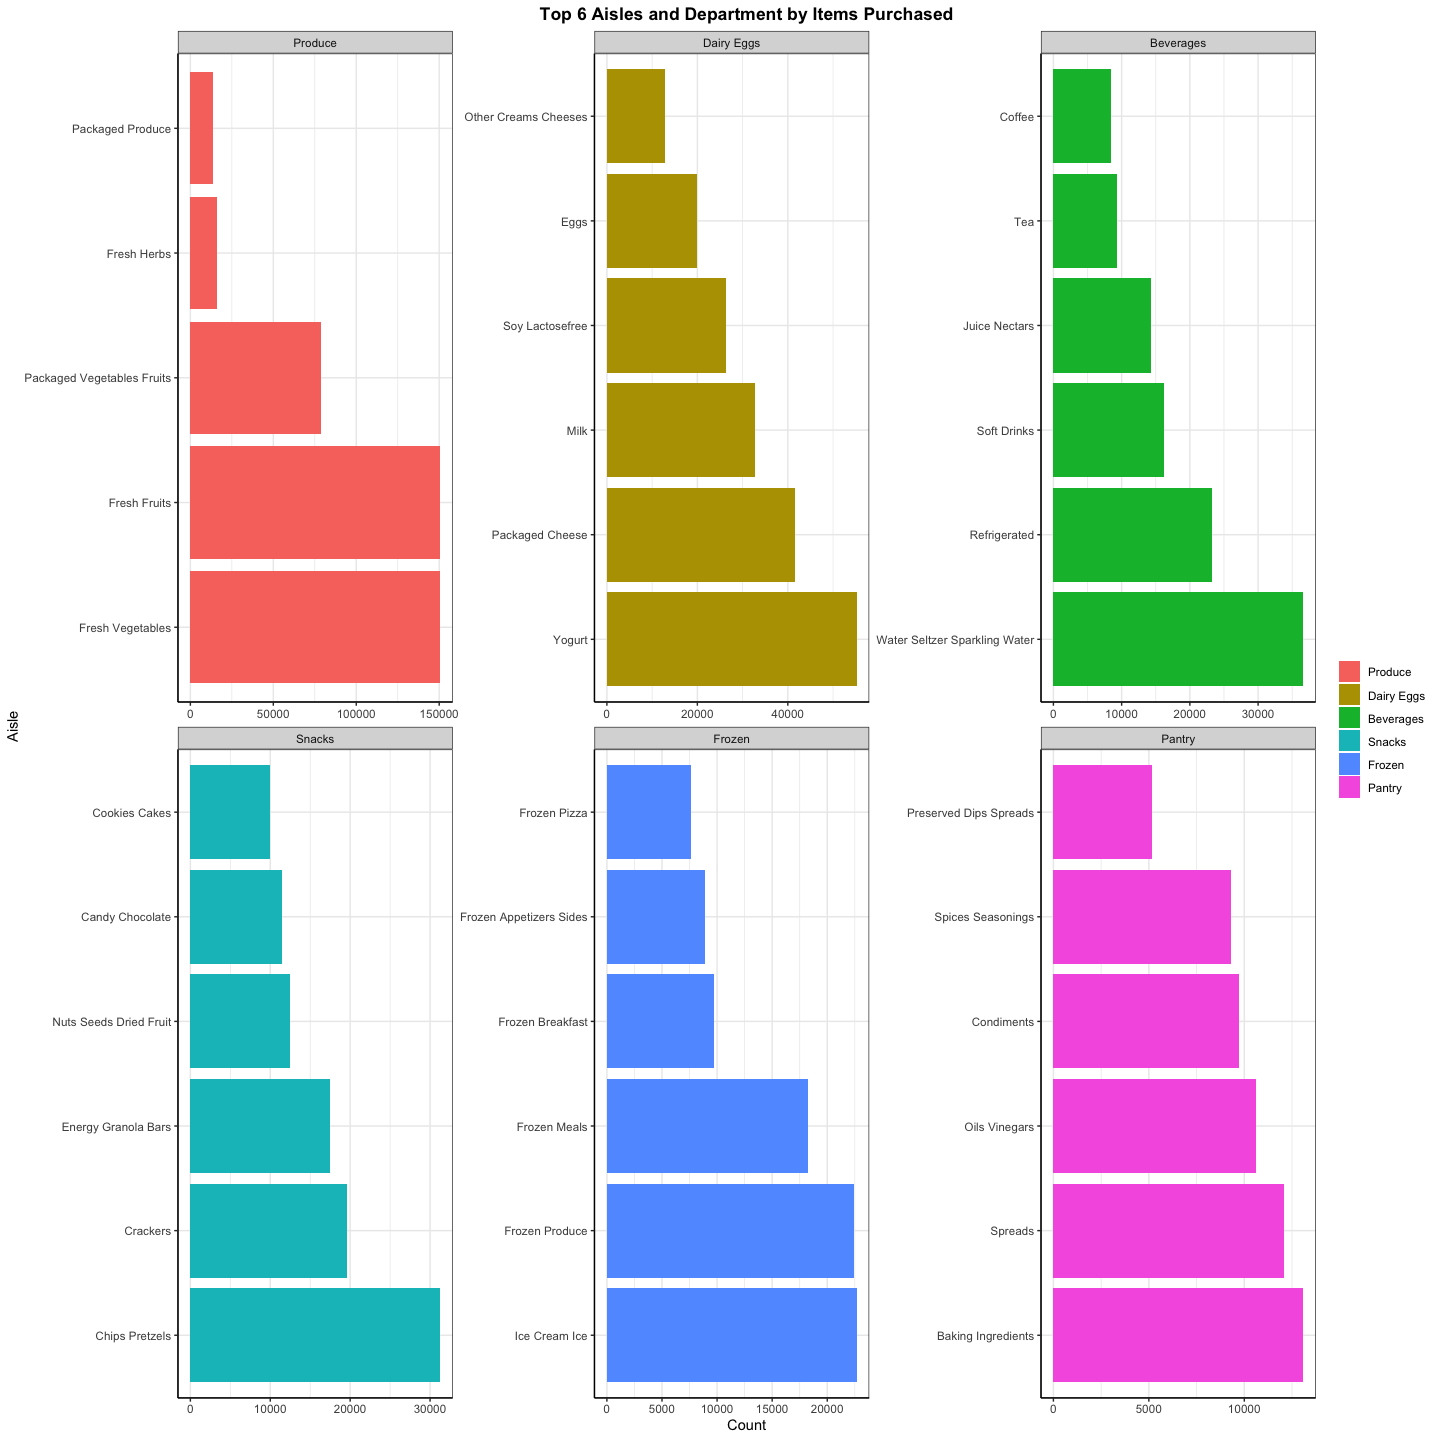 Top 6 Aisles and Department by Items Purchased
Produce
Packaged Produce
Fresh Herbs
Packaged Vegetables Fruits
Fresh Fruits
Fresh Vegetables
0 50000 100000 150000
Dairy Eggs
Other Creams Cheeses
Eggs
Soy Lactosefree
Milk
Packaged Cheese
Yogurt
0 20000 40000
Beverages
Coffee
Tea
Juice Nectars
Soft Drinks
Refrigerated
Water Seltzer Sparkling Water
0 10000 20000 30000
Snacks
Cookies Cakes
Candy Chocolate
Nuts Seeds Dried Fruit
Energy Granola Bars
Crackers
Chips Pretzels
0 10000 20000 30000
Frozen
Frozen Pizza
Frozen Appetizers Sides
Frozen Breakfast
Frozen Meals
Frozen Produce
Ice Cream Ice
0 5000 10000 15000 20000
Pantry
Preserved Dips Spreads
Spices Seasonings
Condiments
Oils Vinegars
Spreads
Baking Ingredients
0 5000 10000
Aisle
Count
Produce
Dairy Eggs
Beverages
Snacks
Frozen
Pantry